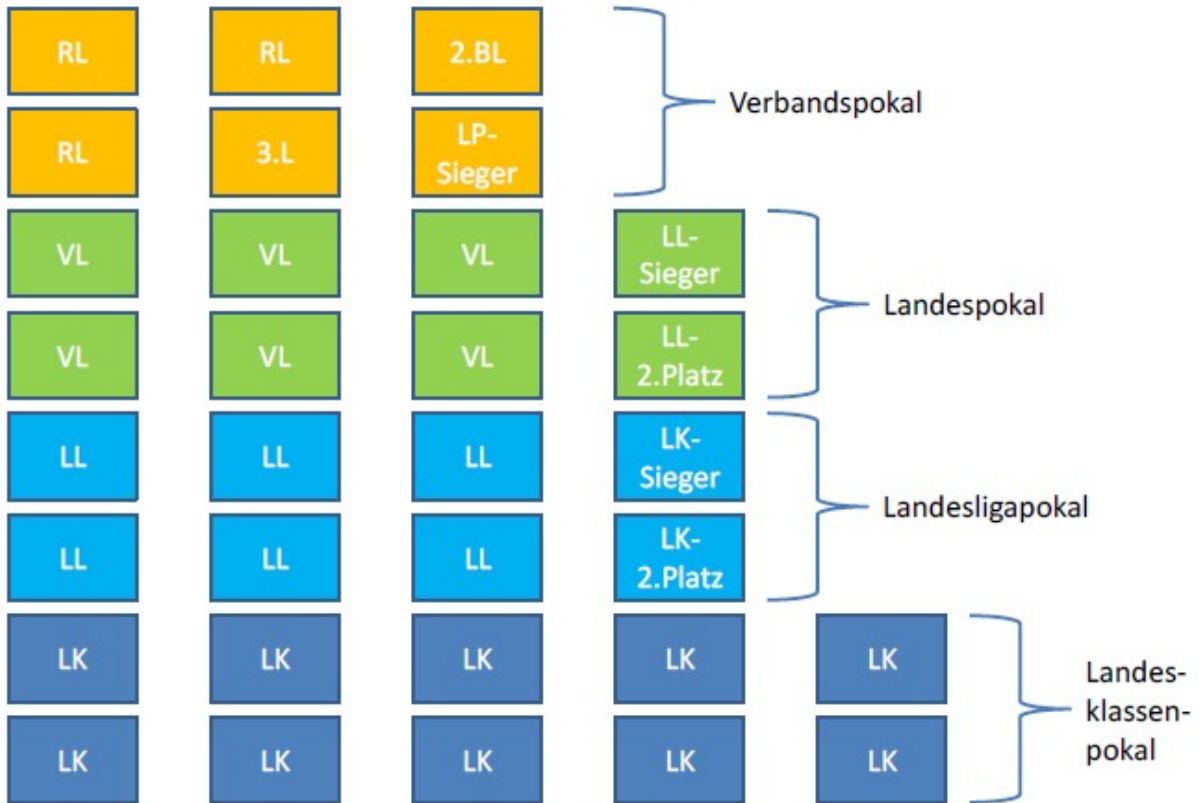 RL RL 2.BL
Verbandspokal
RL 3.L LP-
Sieger
VL VL VL LL-
Sieger
Landespokal
VL VL VL LL-
2.Platz
LL LL LL LK-
Sieger
Landesligapokal
LL LL LL LK-
2.Platz
LK LK LK LK LK
Landes-
klassen-
pokal
LK LK LK LK LK